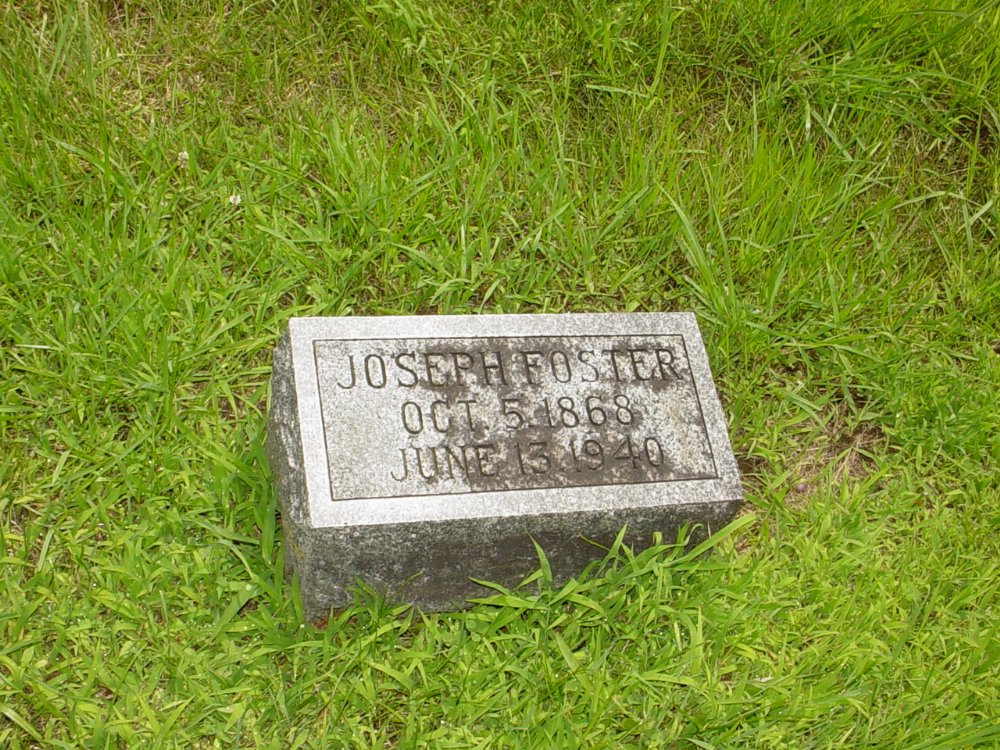 JOSEPH FOSTER
OCT. 5 1868
JUNE 13 1940